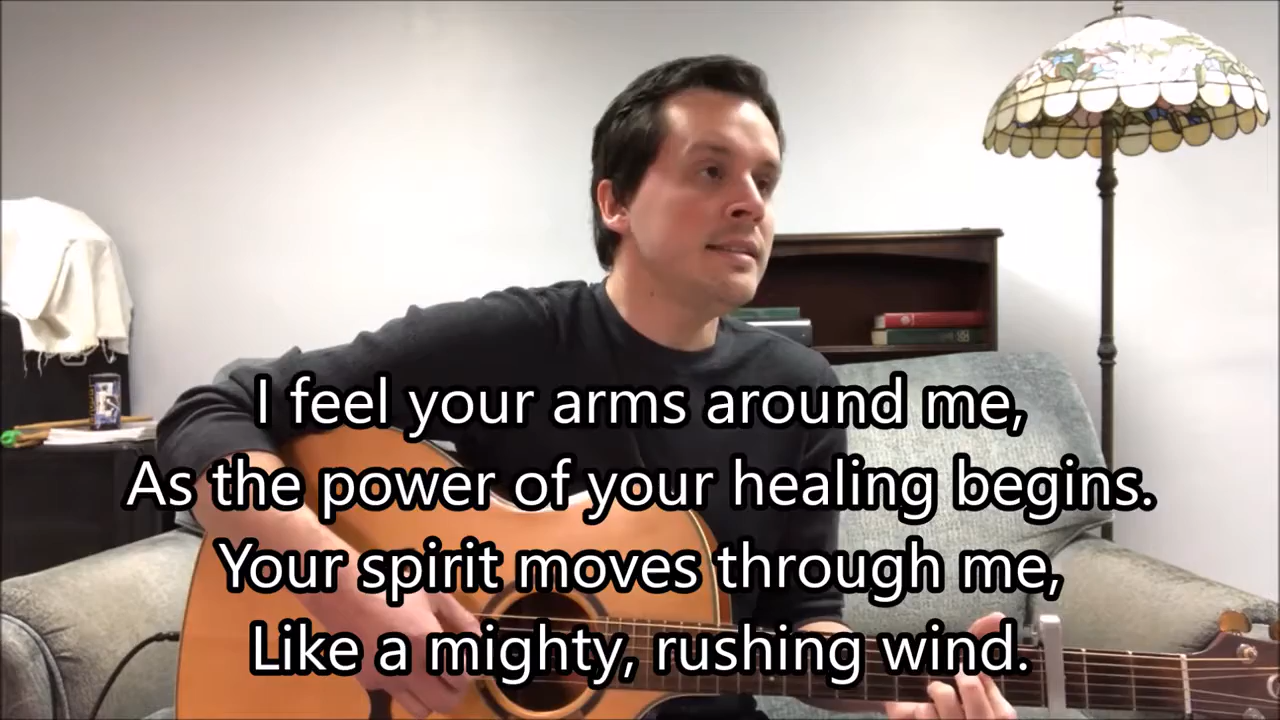 I feel your arms around me,
As the power of your healing begins.
Your spirit moves through me,
Like a mighty, rushing wind.